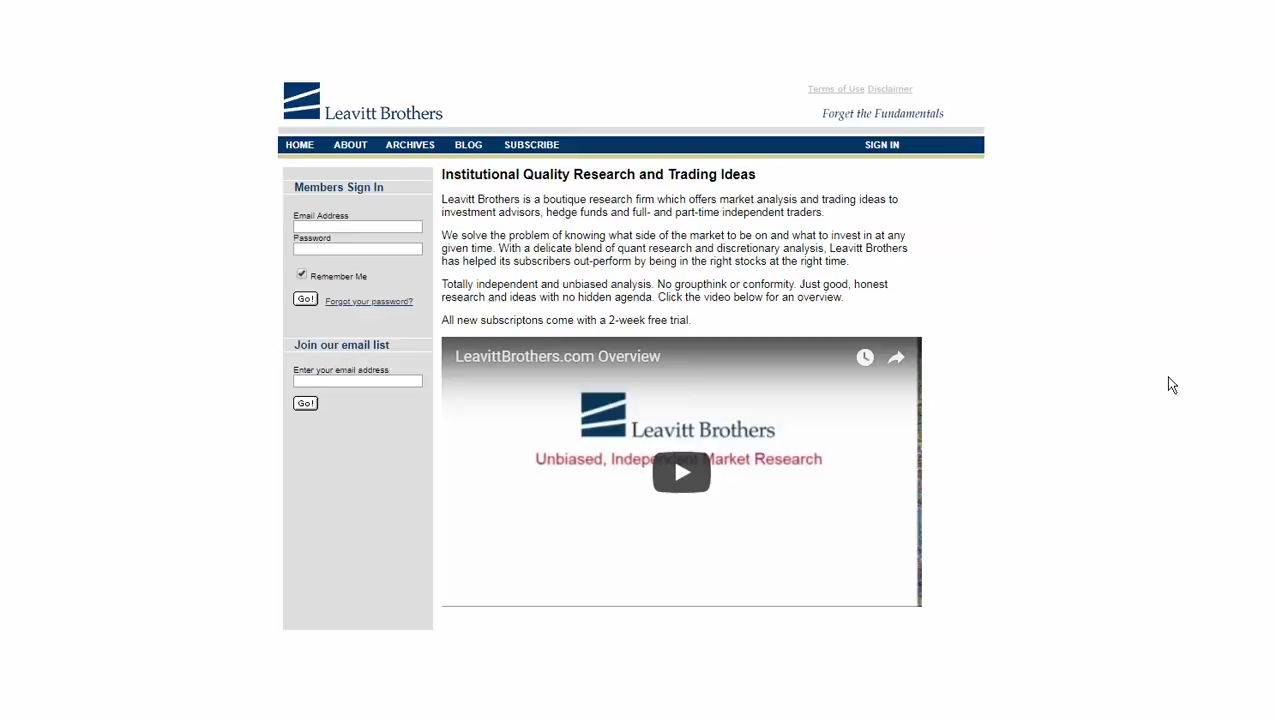 Terms of Use Disclaimer
Leavitt Brothers
Forget the Fundamentals
HOME ABOUT ARCHIVES BLOG SUBSCRIBE SIGN IN
Members Sign In
Email Address
Password
Remember Me
Go! Forgot your password?
Join our email list
Enter your email address
Go!
Institutional Quality Research and Trading Ideas
Leavitt Brothers is a boutique research firm which offers market analysis and trading ideas to
investment advisors, hedge funds and full- and part-time independent traders.
We solve the problem of knowing what side of the market to be on and what to invest in at any
given time. With a delicate blend of quant research and discretionary analysis, Leavitt Brothers
has helped its subscribers out-perform by being in the right stocks at the right time.
Totally independent and unbiased analysis. No groupthink or conformity. Just good, honest
research and ideas with no hidden agenda. Click the video below for an overview.
All new subscriptons come with a 2-week free trial.
LeavittBrothers.com Overview
Leavitt Brothers
Unbiased, Independent Market Research